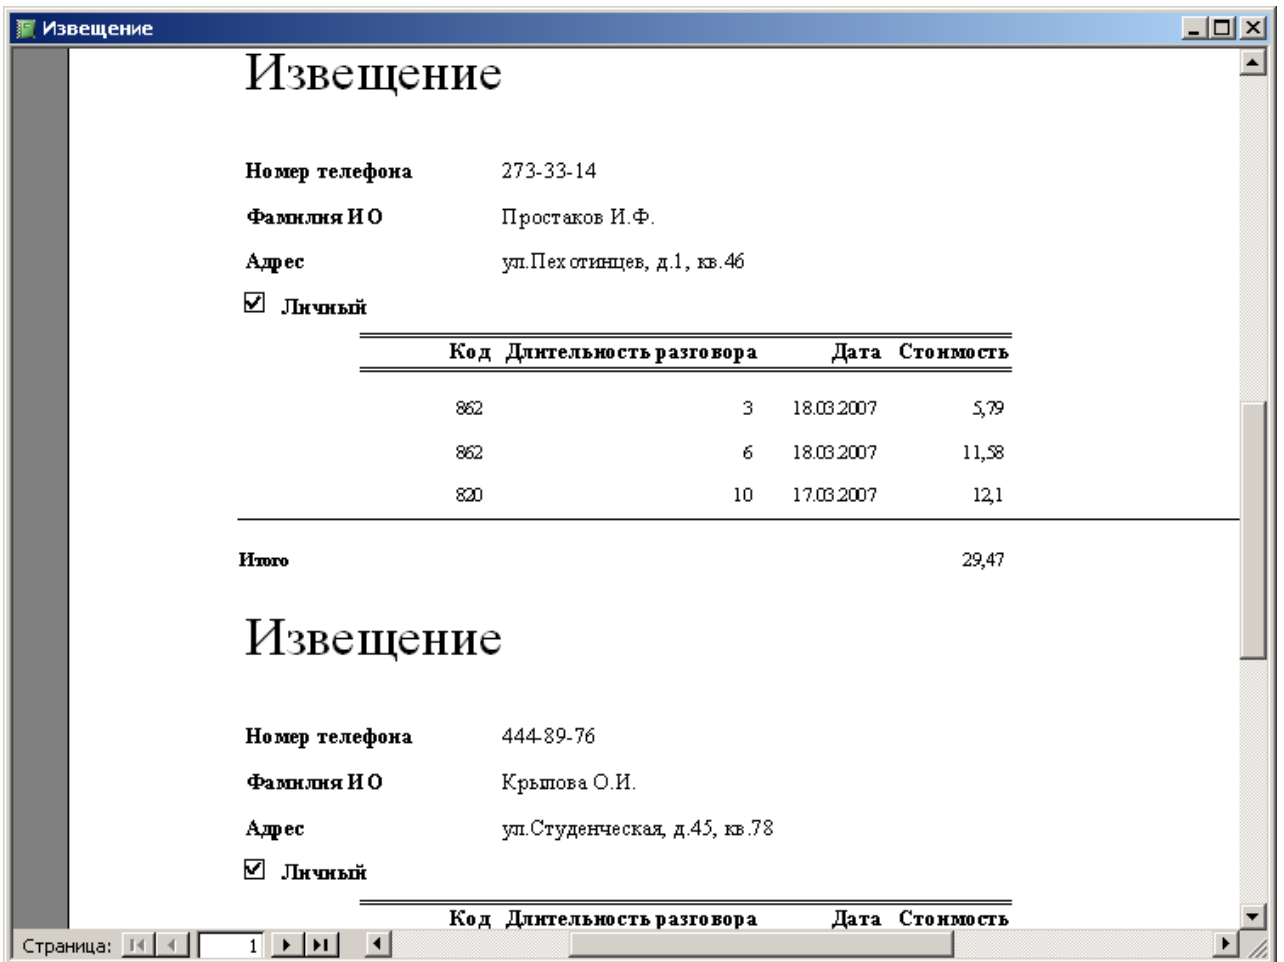 Извещение
Извещение
Номер телефона 273-33-14
Фамилия И О Простаков И.Ф.
Адрес ул.Пехотинцев, д.1, кв.46
Личный
Код Длительность разговора Дата Стоимость
862 3 18.03.2007 5,79
862 6 18.03.2007 11,58
820 10 17.03.2007 12,1
Итого 29,47
Извещение
Номер телефона 444-89-76
Фамилия И О Крылова О.И.
Адрес ул.Студенческая, д.45, кв.78
Личный
Код Длительность разговора Дата Стоимость
Страница: 1